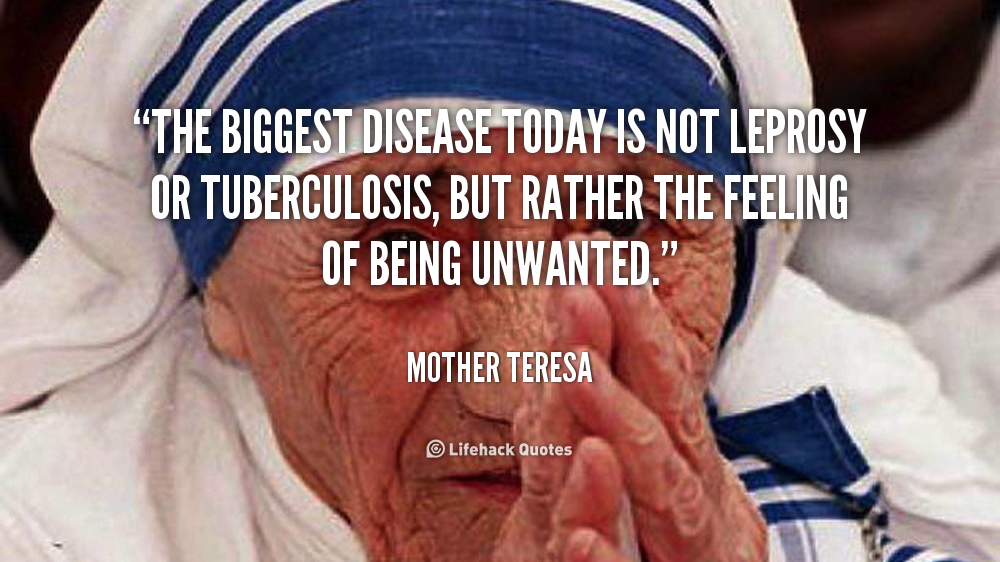 “THE BIGGEST DISEASE TODAY IS NOT LEPROSY
OR TUBERCULOSIS, BUT RATHER THE FEELING
OF BEING UNWANTED.”
MOTHER TERESA
Lifehack Quotes